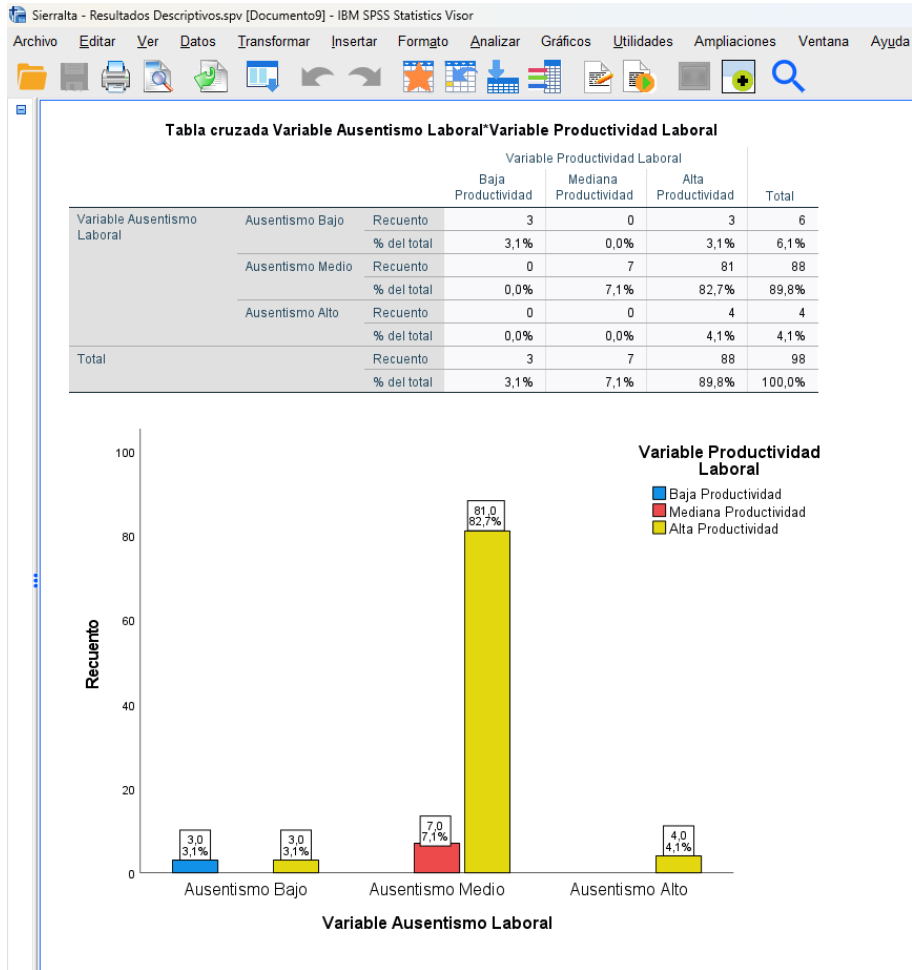 Sierralta - Resultados Descriptivos.spv [Documento9] - IBM SPSS Statistics Visor
Archivo Editar Ver Datos Transformar Insertar Formato Analizar Gráficos Utilidades Ampliaciones Ventana Ayuda
Tabla cruzada Variable Ausentismo Laboral*Variable Productividad Laboral
Variable Productividad Laboral
Baja Mediana Alta
Productividad Productividad Productividad Total
Variable Ausentismo Ausentismo Bajo Recuento 3 0 3 6
Laboral
% del total 3,1% 0,0% 3,1% 6,1%
Ausentismo Medio Recuento 0 7 81 88
% del total 0,0% 7,1% 82,7% 89,8%
Ausentismo Alto Recuento 0 0 4 4
% del total 0,0% 0,0% 4,1% 4,1%
Total Recuento 3 7 88 98
% del total 3,1% 7,1% 89,8% 100,0%
Variable Productividad
Laboral
Baja Productividad
Mediana Productividad
Alta Productividad
100
80
60
40
20
0
Recuento
3,0
3,1%
3,0
3,1%
7,0
7,1%
81,0
82,7%
4,0
4,1%
Ausentismo Bajo Ausentismo Medio Ausentismo Alto
Variable Ausentismo Laboral